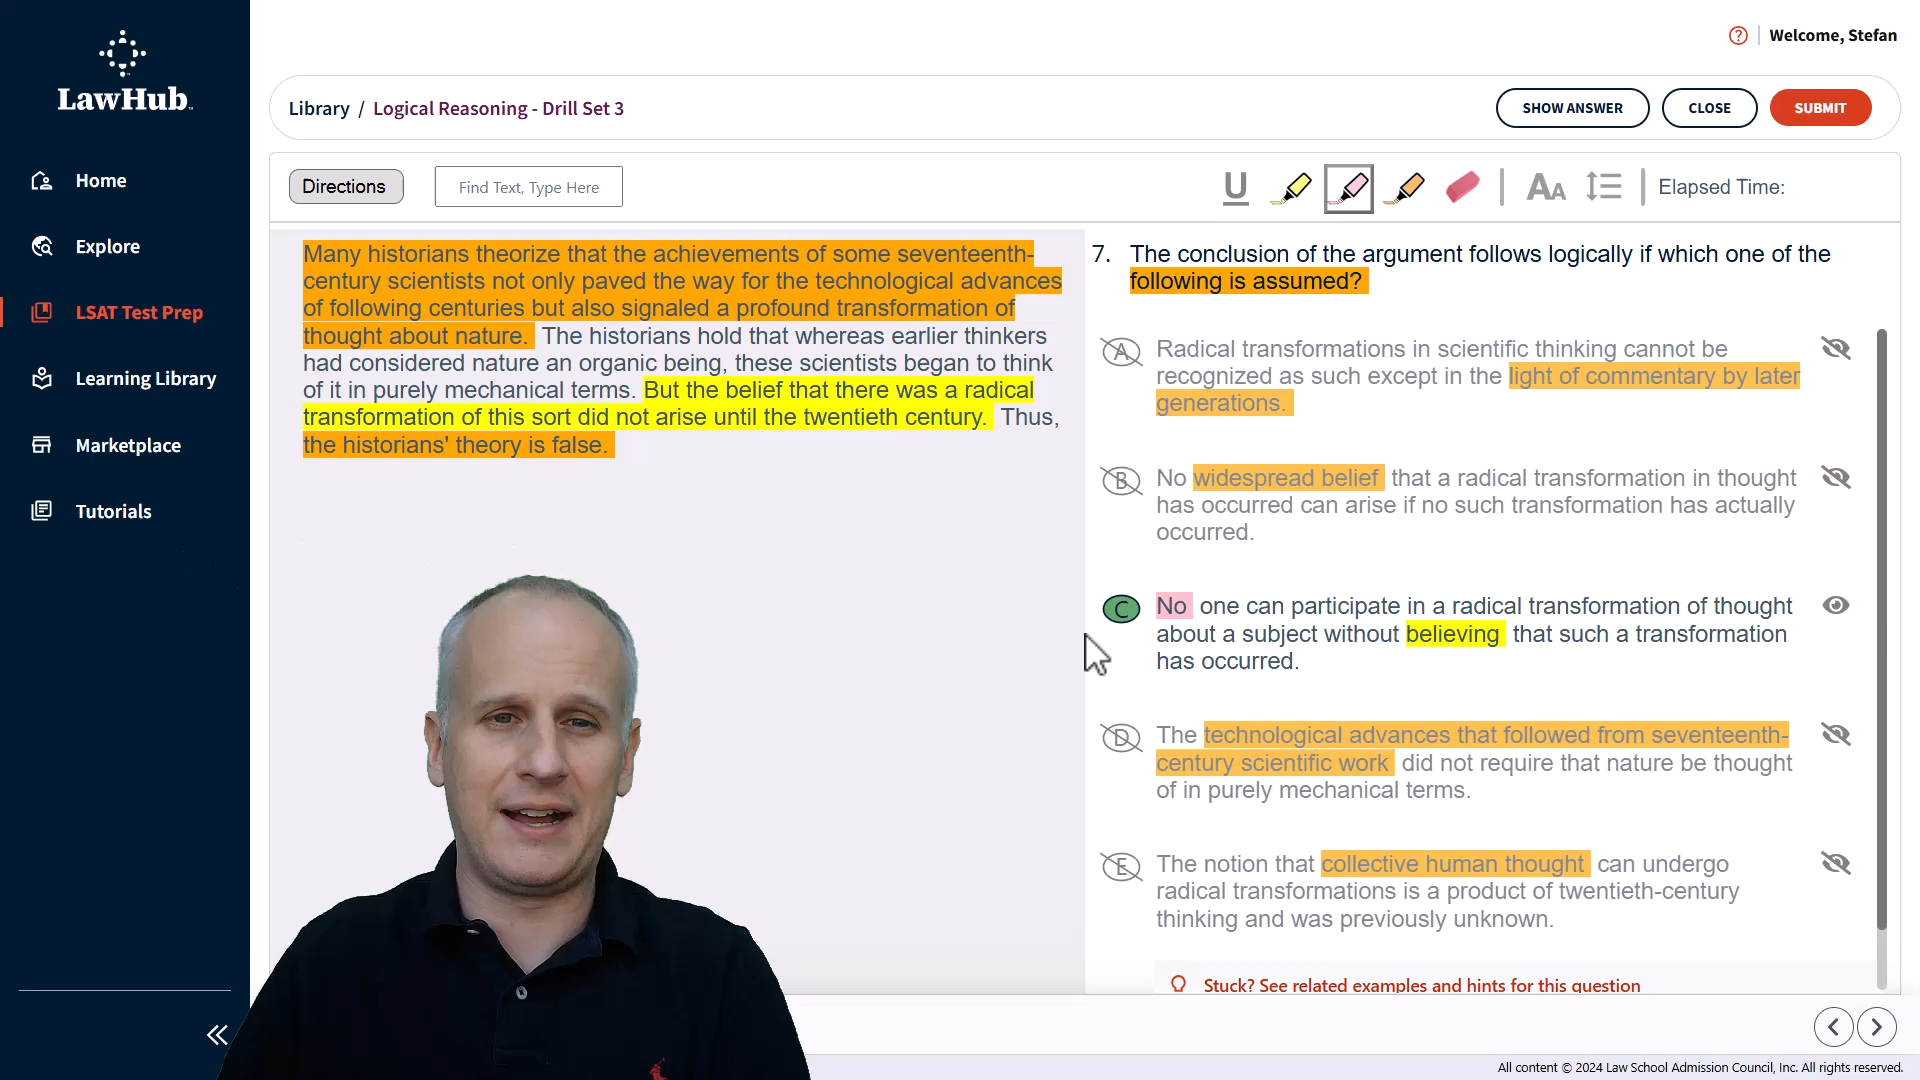 Welcome, Stefan
LawHub
Home
Explore
LSAT Test Prep
Learning Library
Marketplace
Tutorials
Library / Logical Reasoning - Drill Set 3
SHOW ANSWER
CLOSE
SUBMIT
Directions
Find Text, Type Here
U
AA
Elapsed Time:
Many historians theorize that the achievements of some seventeenth-
century scientists not only paved the way for the technological advances
of following centuries but also signaled a profound transformation of
thought about nature. The historians hold that whereas earlier thinkers
had considered nature an organic being, these scientists began to think
of it in purely mechanical terms. But the belief that there was a radical
transformation of this sort did not arise until the twentieth century. Thus,
the historians' theory is false.
7. The conclusion of the argument follows logically if which one of the
following is assumed?
A Radical transformations in scientific thinking cannot be
recognized as such except in the light of commentary by later
generations.
B No widespread belief that a radical transformation in thought
has occurred can arise if no such transformation has actually
occurred.
C No one can participate in a radical transformation of thought
about a subject without believing that such a transformation
has occurred.
D The technological advances that followed from seventeenth-
century scientific work did not require that nature be thought
of in purely mechanical terms.
E The notion that collective human thought can undergo
radical transformations is a product of twentieth-century
thinking and was previously unknown.
Stuck? See related examples and hints for this question
All content © 2024 Law School Admission Council, Inc. All rights reserved.